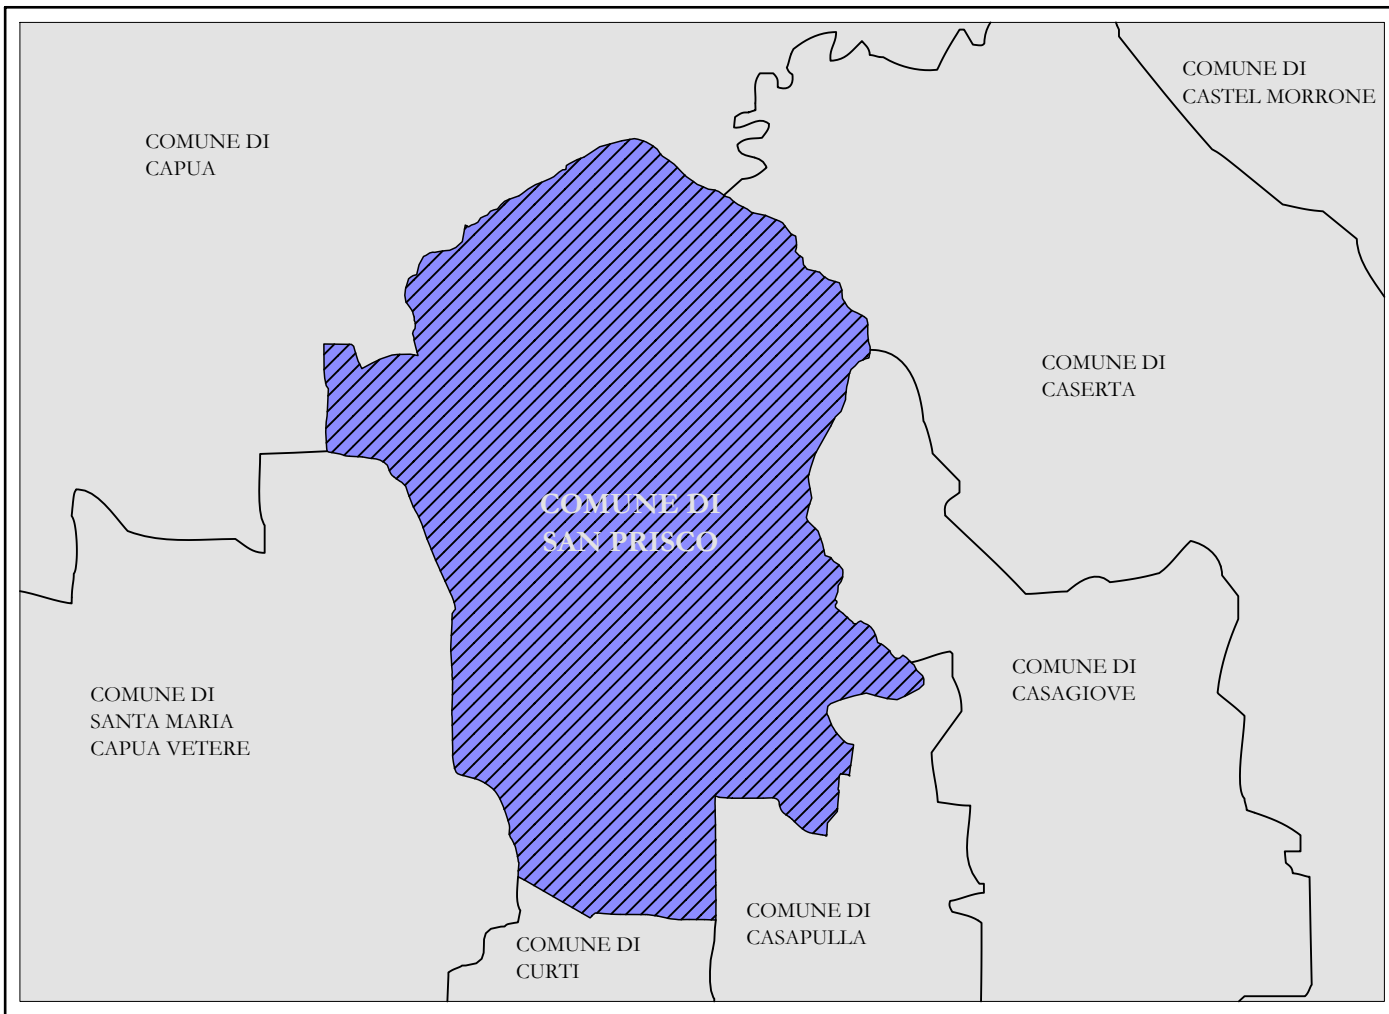 COMUNE DI
CASTEL MORRONE
COMUNE DI
CAPUA
COMUNE DI
CASERTA
COMUNE DI
SAN PRISCO
COMUNE DI
CASAGIOVE
COMUNE DI
SANTA MARIA
CAPUA VETERE
COMUNE DI
CASAPULLA
COMUNE DI
CURTI